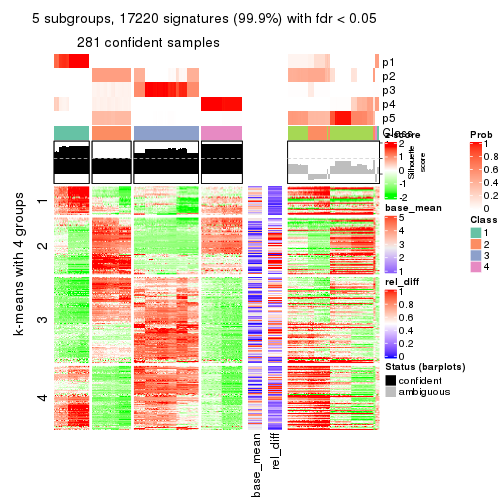 5 subgroups, 17220 signatures (99.9%) with fdr < 0.05
281 confident samples
p1
p2
p3
p4
p5
Class
z-score
2
1
0
-1
-2
Silhouette
score
base_mean
5
4
3
2
1
rel_diff
1
0.8
0.6
0.4
0.2
0
Status (barplots)
confident
ambiguous
Prob
1
0.8
0.6
0.4
0.2
0
Class
1
2
3
4
k-means with 4 groups
1
2
3
4
base_mean
rel_diff